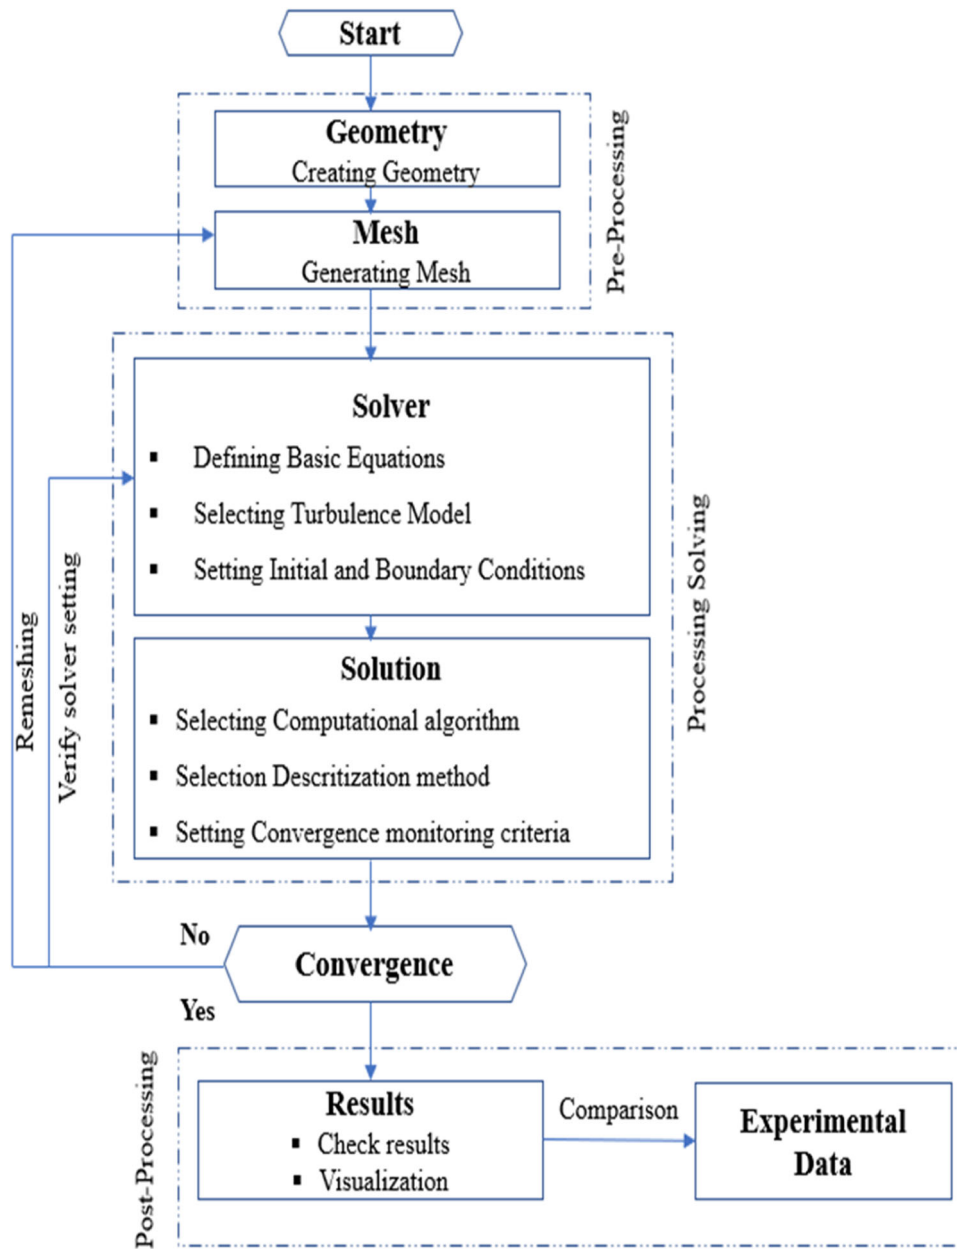 Start
Geometry
Creating Geometry
Pre-Processing
Mesh
Generating Mesh
Solver
▪ Defining Basic Equations
▪ Selecting Turbulence Model
▪ Setting Initial and Boundary Conditions
Processing Solving
Remeshing
Verify solver setting
Solution
▪ Selecting Computational algorithm
▪ Selection Descritization method
▪ Setting Convergence monitoring criteria
No
Convergence
Yes
Post-Processing
Results
▪ Check results
▪ Visualization
Comparison
Experimental
Data